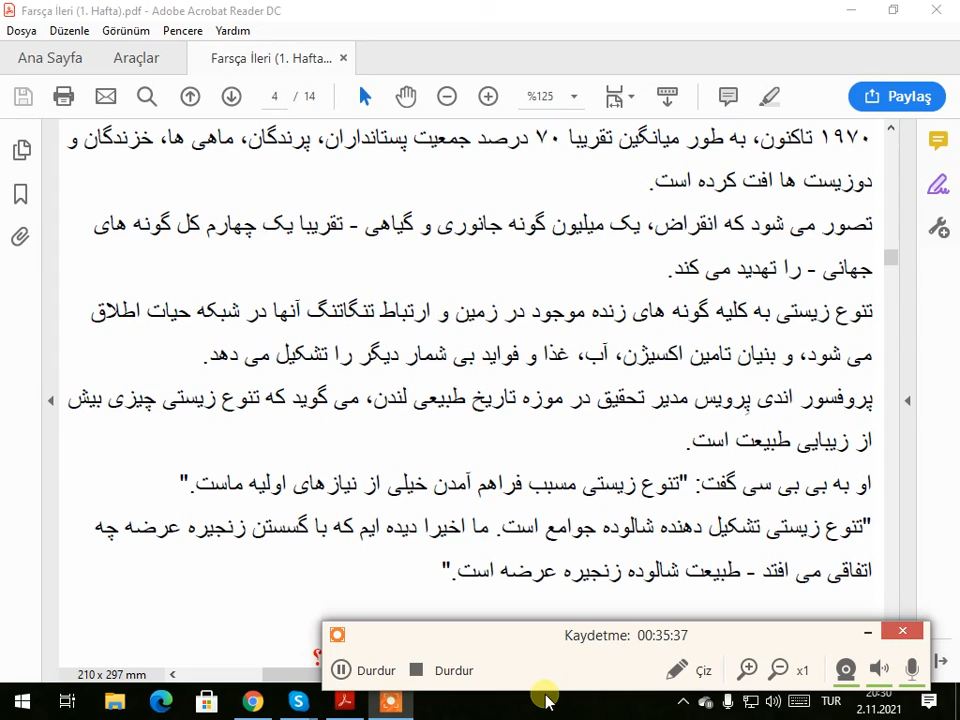 Farsça İleri (1. Hafta).pdf - Adobe Acrobat Reader DC
Dosya Düzenle Görünüm Pencere Yardım
Ana Sayfa Araçlar Farsça İleri (1. Hafta... ×
4 / 14 %125 Paylaş
۱۹۷۰ تاکنون، به طور میانگین تقریبا ۷۰ درصد جمعیت پستانداران، پرندگان، ماهی ها، خزندگان و
دوزیست ها افت کرده است.
تصور می شود که انقراض، یک میلیون گونه جانوری و گیاهی - تقریبا یک چهارم کل گونه های
جهانی - را تهدید می کند.
تنوع زیستی به کلیه گونه های زنده موجود در زمین و ارتباط تنگاتنگ آنها در شبکه حیات اطلاق
می شود، و بنیان تامین اکسیژن، آب، غذا و فواید بی شمار دیگر را تشکیل می دهد.
پروفسور اندی پِرویس مدیر تحقیق در موزه تاریخ طبیعی لندن، می گوید که تنوع زیستی چیزی بیش
از زیبایی طبیعت است.
او به بی بی سی گفت: "تنوع زیستی مسبب فراهم آمدن خیلی از نیازهای اولیه ماست."
"تنوع زیستی تشکیل دهنده شالوده جوامع است. ما اخیرا دیده ایم که با گسستن زنجیره عرضه چه
اتفاقی می افتد - طبیعت شالوده زنجیره عرضه است."
Kaydetme: 00:35:37
Durdur Durdur Çiz x1
210 x 297 mm
TUR 20:30
2.11.2021